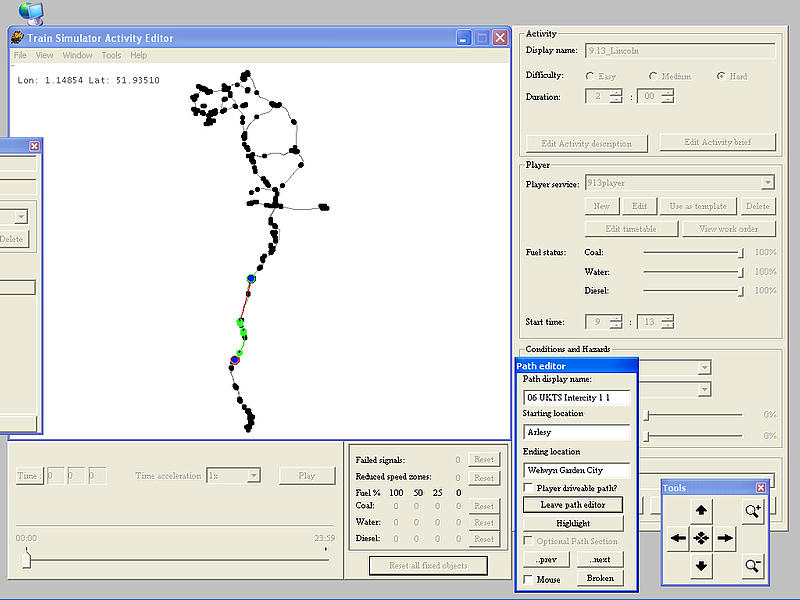 Train Simulator Activity Editor
File View Window Tools Help
Lon: 1.14854 Lat: 51.93510
Delete
Time : 0 0 0 Time acceleration 1x Play
00:00 23:59
Failed signals: 0 Reset
Reduced speed zones: 0 Reset
Fuel % 100 50 25 0
Coal: 0 0 0 0 Reset
Water: 0 0 0 0 Reset
Diesel: 0 0 0 0 Reset
Reset all fixed objects
Activity
Display name: 9.13_Lincoln
Difficulty: Easy Medium Hard
Duration: 2 : 00
Edit Activity description Edit Activity brief
Player
Player service: 913player
New Edit Use as template Delete
Edit timetable View work order
Fuel status: Coal: 100%
Water: 100%
Diesel: 100%
Start time: 9 : 13
Conditions and Hazards
0%
0%
Path editor
Path display name:
06 UKTS Intercity 1 1
Starting location
Arlesy
Ending location
Welwyn Garden City
Player driveable path?
Leave path editor
Highlight
Optional Path Section
..prev ..next
Mouse Broken
Tools